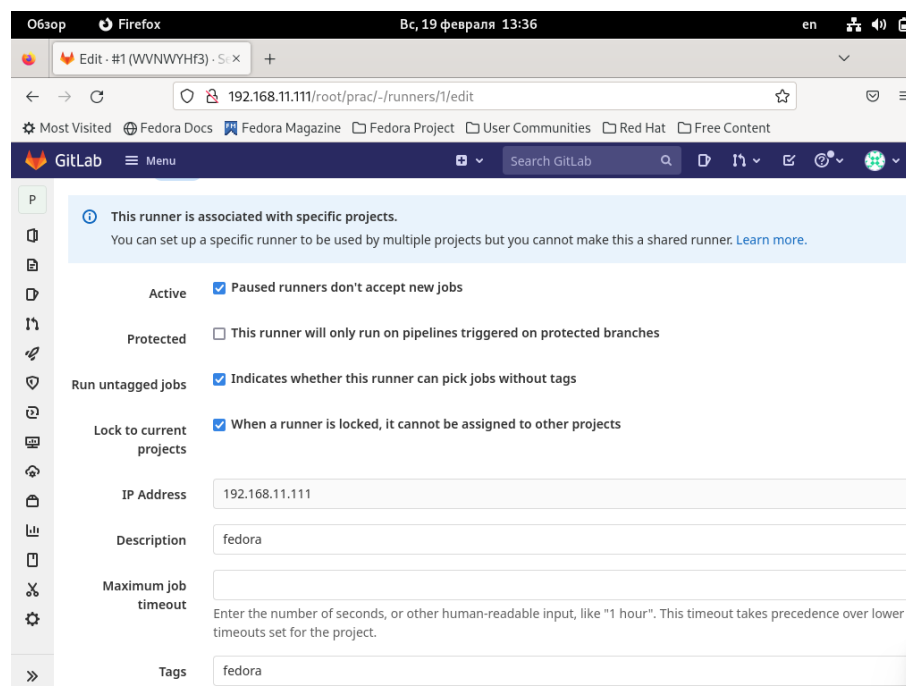 Обзор Firefox Вс, 19 февраля 13:36 en
Edit · #1 (WVNWYHf3) · Se
192.168.11.111/root/prac/-/runners/1/edit
Most Visited Fedora Docs Fedora Magazine Fedora Project User Communities Red Hat Free Content
GitLab Menu Search GitLab
P
This runner is associated with specific projects.
You can set up a specific runner to be used by multiple projects but you cannot make this a shared runner. Learn more.
Active Paused runners don't accept new jobs
Protected This runner will only run on pipelines triggered on protected branches
Run untagged jobs Indicates whether this runner can pick jobs without tags
Lock to current When a runner is locked, it cannot be assigned to other projects
projects
IP Address 192.168.11.111
Description fedora
Maximum job
timeout
Enter the number of seconds, or other human-readable input, like "1 hour". This timeout takes precedence over lower
timeouts set for the project.
Tags fedora